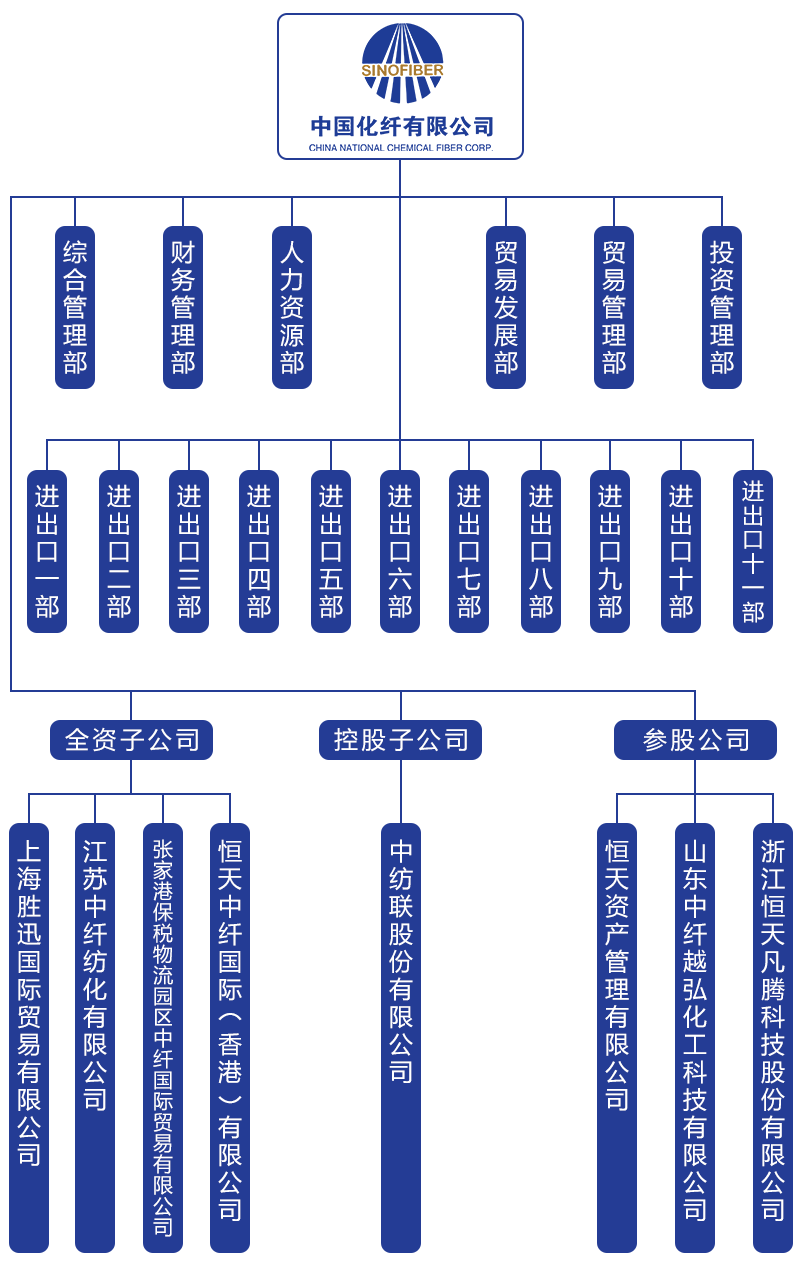 SINOFIBER
中国化纤有限公司
CHINA NATIONAL CHEMICAL FIBER CORP.
综合管理部
财务管理部
人力资源部
贸易发展部
贸易管理部
投资管理部
进出口一部
进出口二部
进出口三部
进出口四部
进出口五部
进出口六部
进出口七部
进出口八部
进出口九部
进出口十部
进出口十一部
全资子公司
控股子公司
参股公司
上海胜迅国际贸易有限公司
江苏中纤纺化有限公司
张家港保税物流园区中纤国际贸易有限公司
恒天中纤国际（香港）有限公司
中纺联股份有限公司
恒天资产管理有限公司
山东中纤越弘化工科技有限公司
浙江恒天凡腾科技股份有限公司